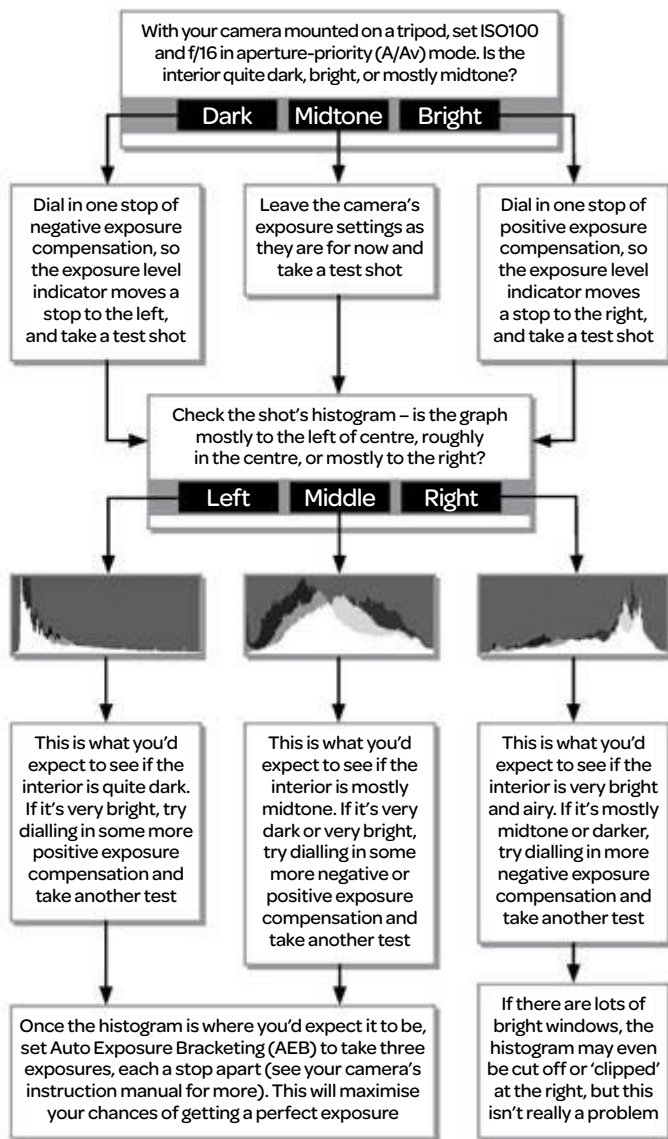 With your camera mounted on a tripod, set ISO100
and f/16 in aperture-priority (A/Av) mode. Is the
interior quite dark, bright, or mostly midtone?
Dark Midtone Bright
Dial in one stop of
negative exposure
compensation, so
the exposure level
indicator moves a
stop to the left,
and take a test shot
Leave the camera's
exposure settings as
they are for now and
take a test shot
Dial in one stop of
positive exposure
compensation, so
the exposure level
indicator moves
a stop to the right,
and take a test shot
Check the shot's histogram – is the graph
mostly to the left of centre, roughly
in the centre, or mostly to the right?
Left Middle Right
This is what you'd
expect to see if the
interior is quite dark.
If it's very bright, try
dialling in some more
positive exposure
compensation and
take another test
This is what you'd
expect to see if the
interior is mostly
midtone. If it's very
dark or very bright,
try dialling in some
more negative or
positive exposure
compensation and
take another test
This is what you'd
expect to see if the
interior is very bright
and airy. If it's mostly
midtone or darker,
try dialling in more
negative exposure
compensation and
take another test
Once the histogram is where you'd expect it to be,
set Auto Exposure Bracketing (AEB) to take three
exposures, each a stop apart (see your camera's
instruction manual for more). This will maximise
your chances of getting a perfect exposure
If there are lots of
bright windows, the
histogram may even
be cut off or 'clipped'
at the right, but this
isn't really a problem